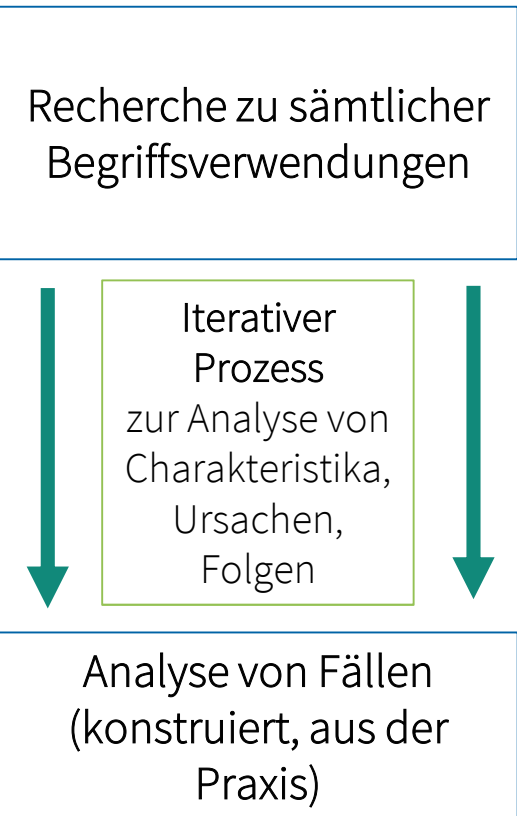 Recherche zu sämtlicher
Begriffsverwendungen
Iterativer
Prozess
zur Analyse von
Charakteristika,
Ursachen,
Folgen
Analyse von Fällen
(konstruiert, aus der
Praxis)